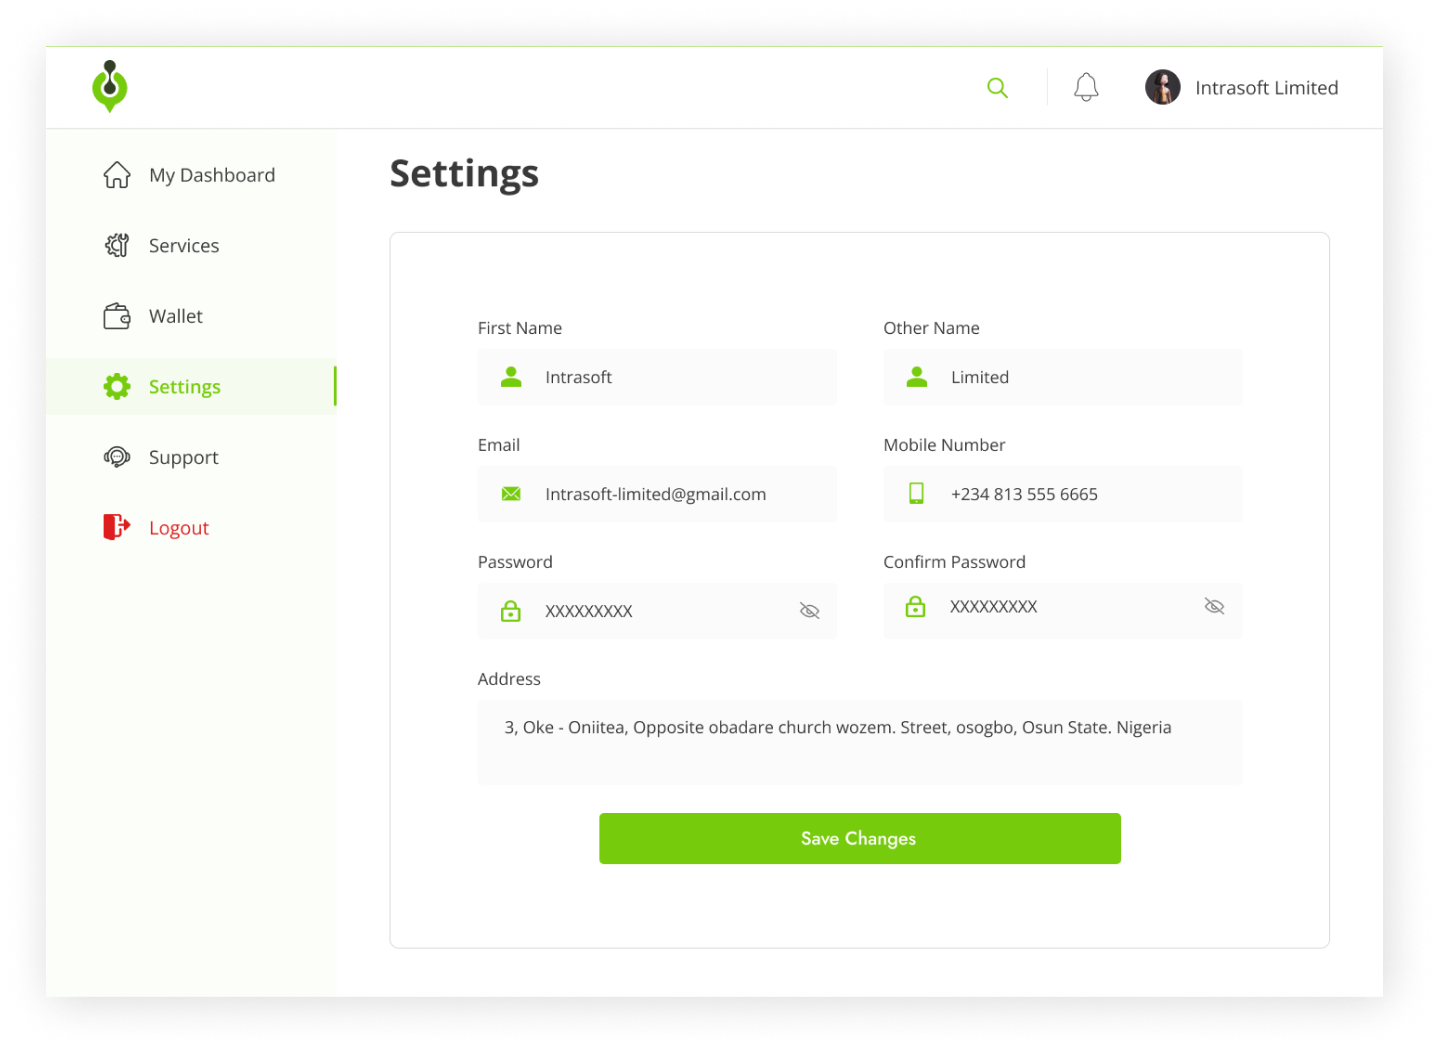 Intrasoft Limited
My Dashboard
Services
Wallet
Settings
Support
Logout
Settings
First Name
Other Name
Intrasoft
Limited
Email
Mobile Number
Intrasoft-limited@gmail.com
+234 813 555 6665
Password
Confirm Password
XXXXXXXXX
XXXXXXXXX
Address
3, Oke - Oniitea, Opposite obadare church wozem. Street, osogbo, Osun State. Nigeria
Save Changes